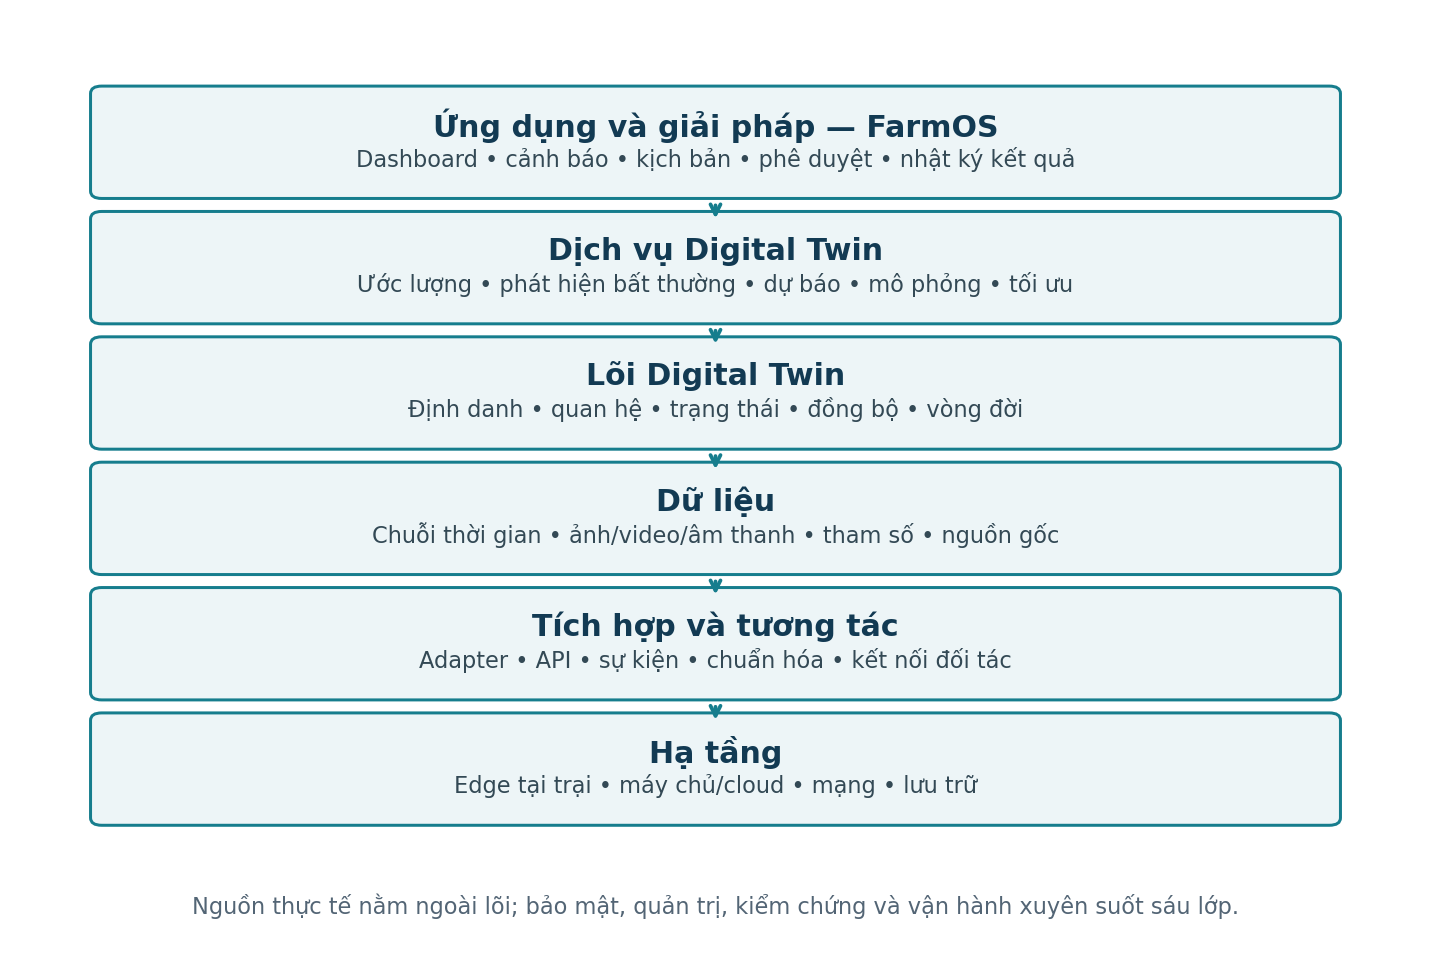 Ứng dụng và giải pháp — FarmOS
Dashboard • cảnh báo • kịch bản • phê duyệt • nhật ký kết quả
Dịch vụ Digital Twin
Ước lượng • phát hiện bất thường • dự báo • mô phỏng • tối ưu
Lõi Digital Twin
Định danh • quan hệ • trạng thái • đồng bộ • vòng đời
Dữ liệu
Chuỗi thời gian • ảnh/video/âm thanh • tham số • nguồn gốc
Tích hợp và tương tác
Adapter • API • sự kiện • chuẩn hóa • kết nối đối tác
Hạ tầng
Edge tại trại • máy chủ/cloud • mạng • lưu trữ
Nguồn thực tế nằm ngoài lõi; bảo mật, quản trị, kiểm chứng và vận hành xuyên suốt sáu lớp.